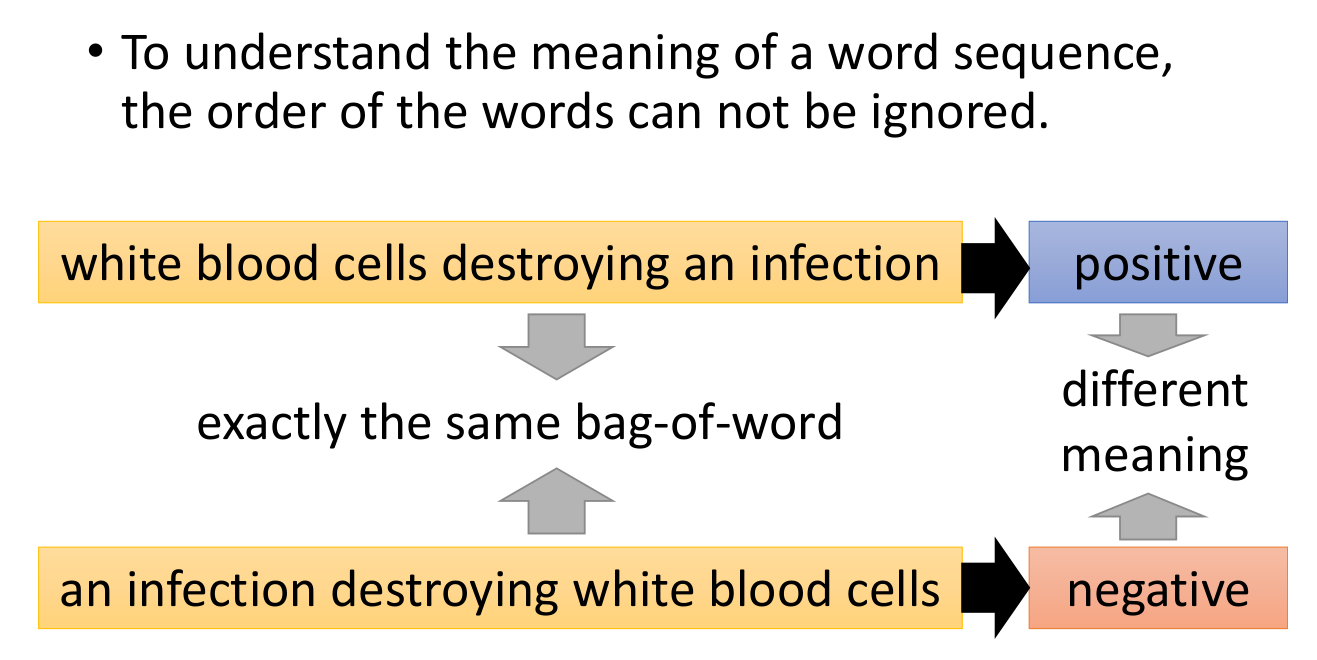 • To understand the meaning of a word sequence,
the order of the words can not be ignored.
white blood cells destroying an infection
positive
exactly the same bag-of-word
different
meaning
an infection destroying white blood cells
negative